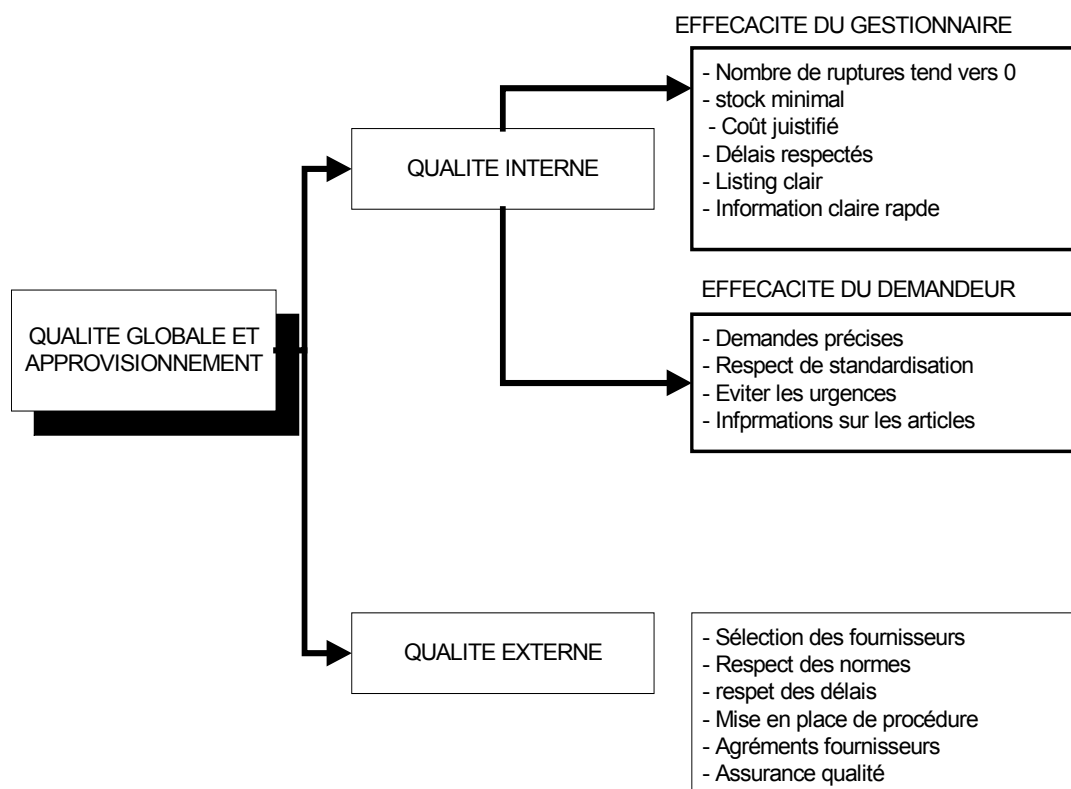 EFFECACITE DU GESTIONNAIRE
- Nombre de ruptures tend vers 0
- stock minimal
- Coût juistifié
- Délais respectés
- Listing clair
- Information claire rapde
QUALITE INTERNE
EFFECACITE DU DEMANDEUR
- Demandes précises
- Respect de standardisation
- Eviter les urgences
- Infprmations sur les articles
QUALITE GLOBALE ET
APPROVISIONNEMENT
QUALITE EXTERNE
- Sélection des fournisseurs
- Respect des normes
- respet des délais
- Mise en place de procédure
- Agréments fournisseurs
- Assurance qualité